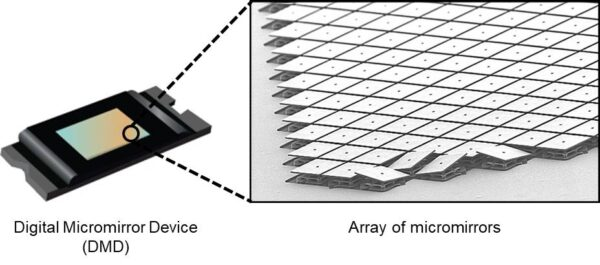 Digital Micromirror Device
(DMD)
Array of micromirrors